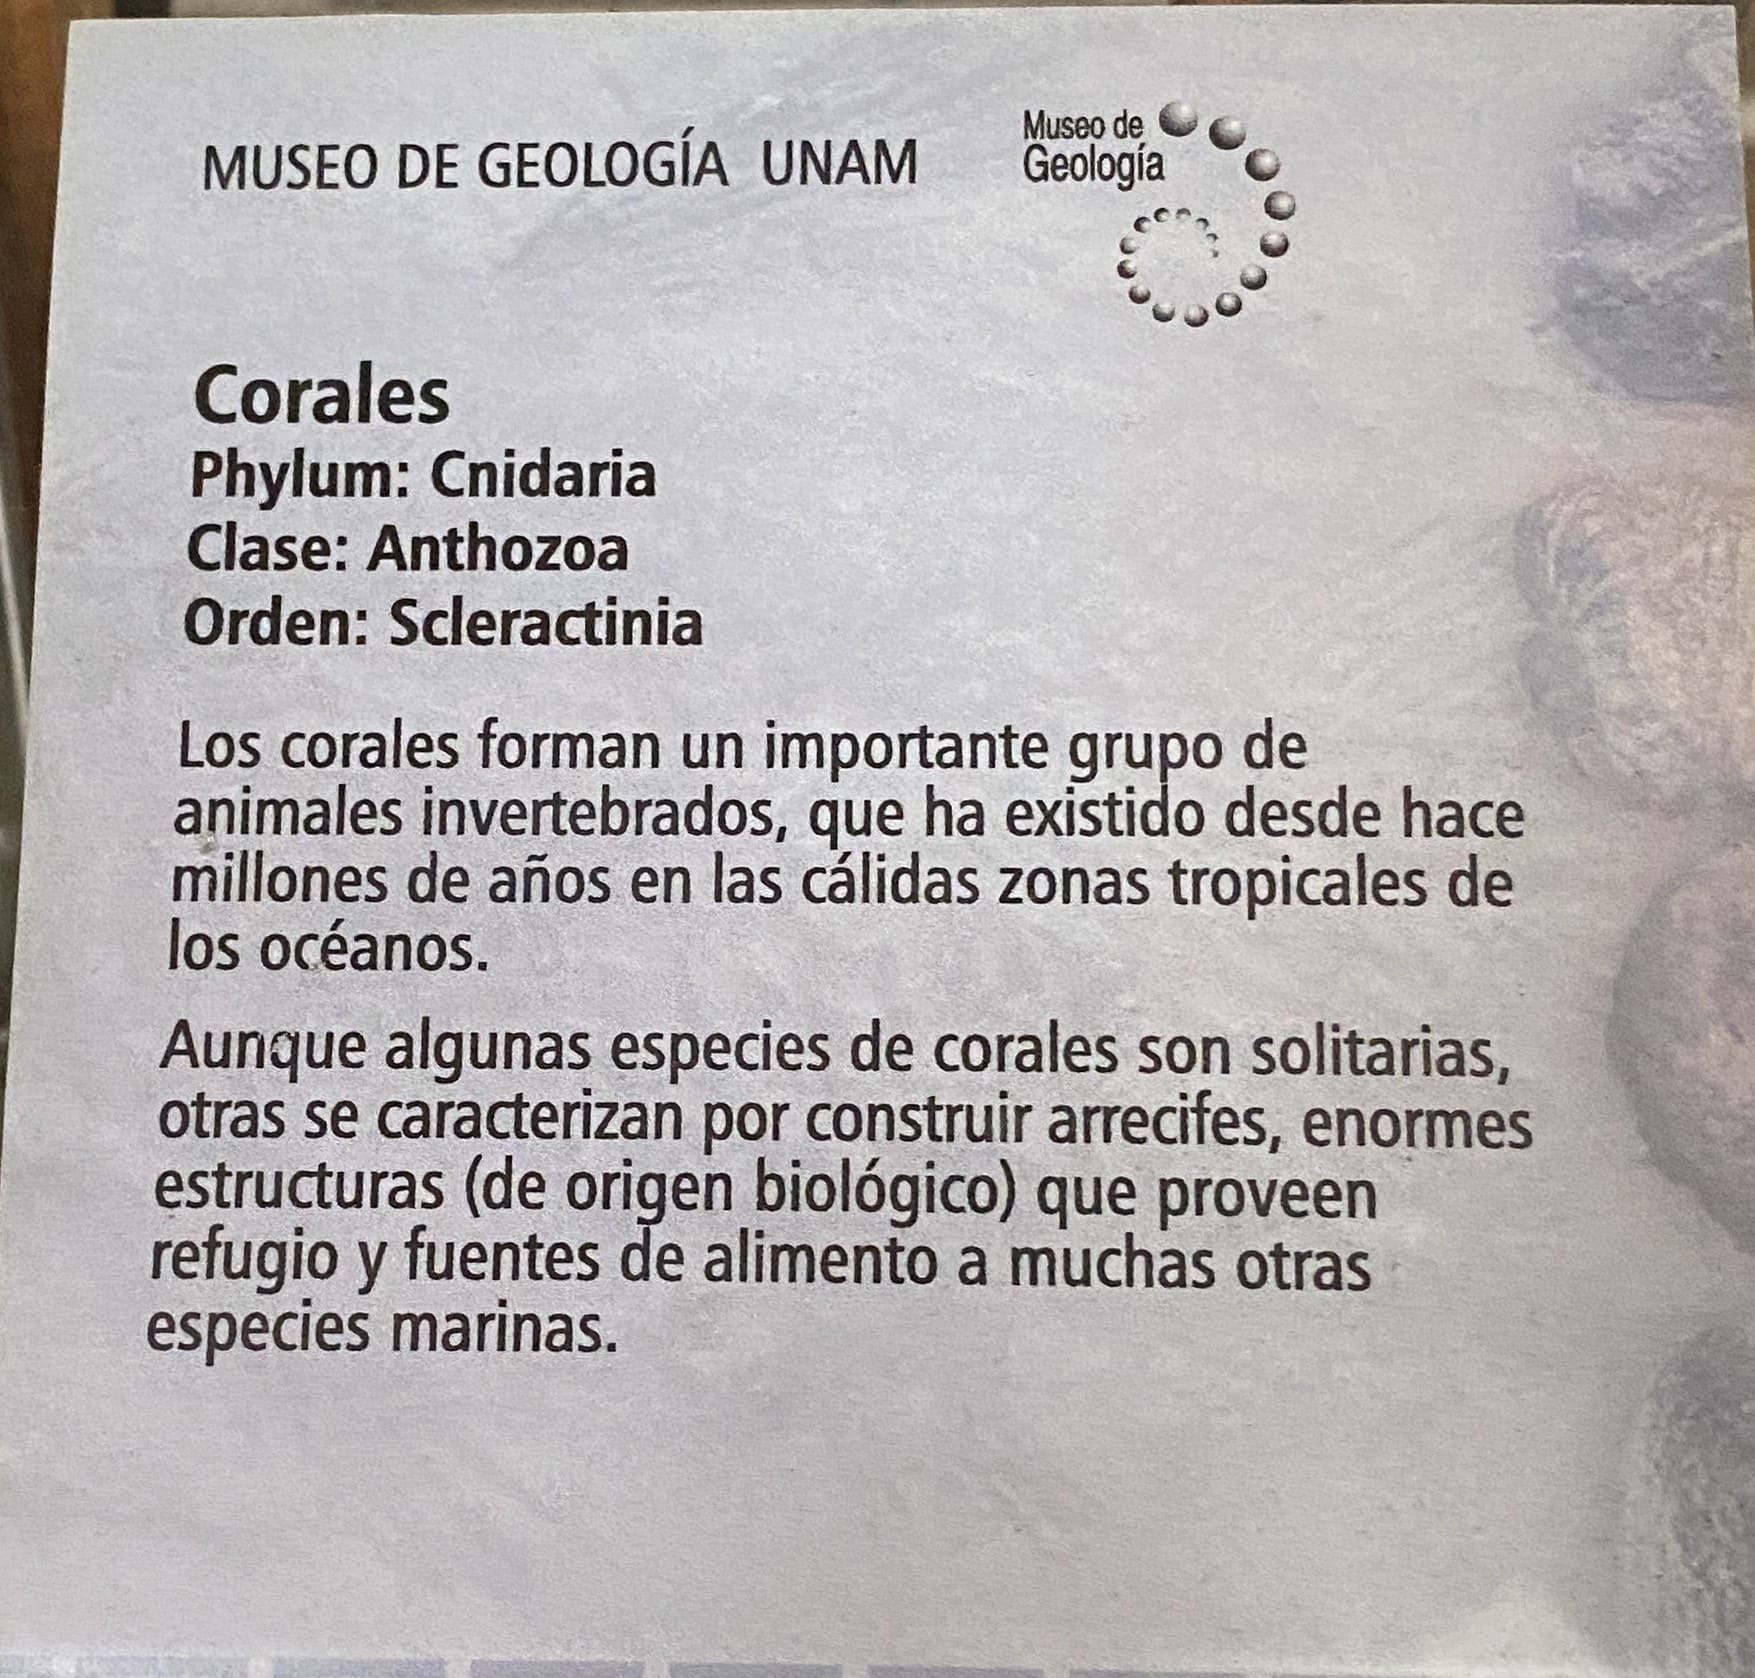 MUSEO DE GEOLOGÍA UNAM
Museo de
Geología
Corales
Phylum: Cnidaria
Clase: Anthozoa
Orden: Scleractinia
Los corales forman un importante grupo de
animales invertebrados, que ha existido desde hace
millones de años en las cálidas zonas tropicales de
los océanos.
Aunque algunas especies de corales son solitarias,
otras se caracterizan por construir arrecifes, enormes
estructuras (de origen biológico) que proveen
refugio y fuentes de alimento a muchas otras
especies marinas.